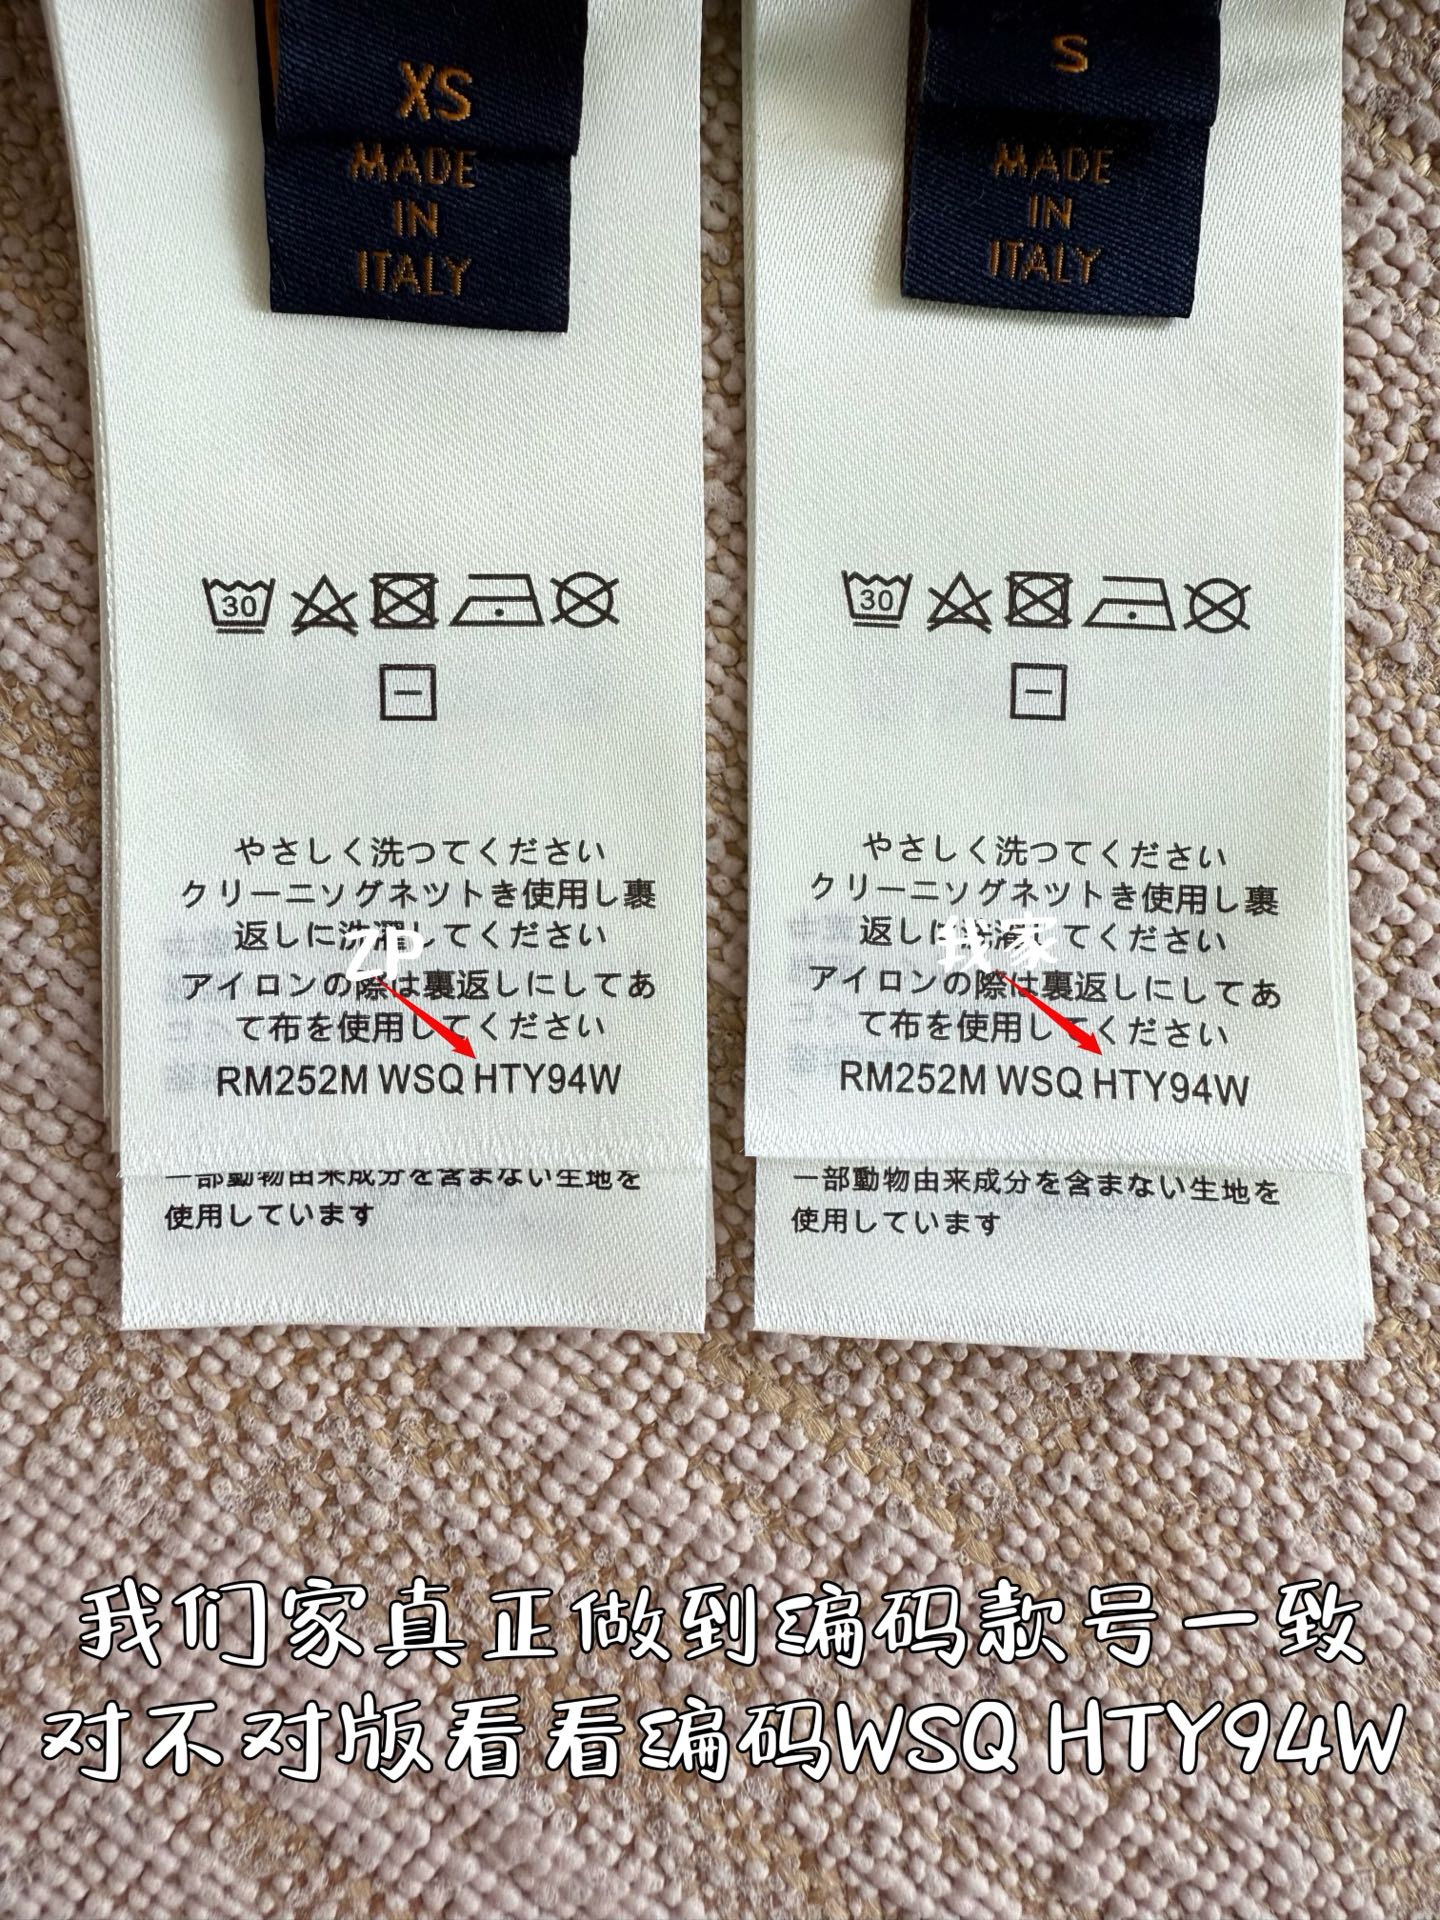 XS
MADE
IN
ITALY
30
やさしく洗つてください
クリーニソグネツトき使用し裹
返しに洗濯してください
アイロンの際は裏返しにしてあ
て布を使用してください
RM252M WSQ HTY94W
一部動物由来成分を含まない生地を
使用しています
ZP
S
MADE
IN
ITALY
30
やさしく洗つてください
クリーニソグネツトき使用し裹
返しに洗濯してください
アイロンの際は裏返しにしてあ
て布を使用してください
RM252M WSQ HTY94W
一部動物由来成分を含まない生地を
使用しています
我家
我们家真正做到编码款号一致
对不对版看看编码WSQ HTY94W